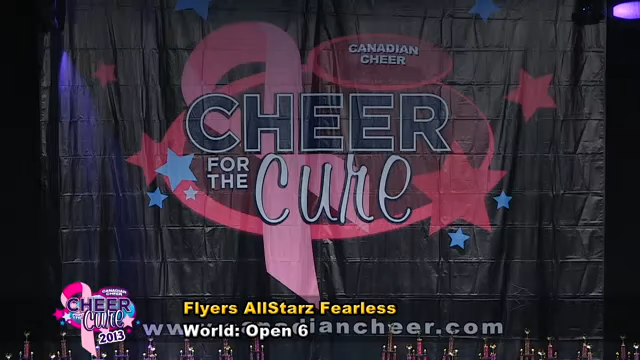 CANADIAN
CHEER
CHEER
FOR
THE
Cure
CANADIAN
CHEER
CHEER
FOR THE
Cure
2013
Flyers AllStarz Fearless
World: Open 6
www.canadiancheer.com